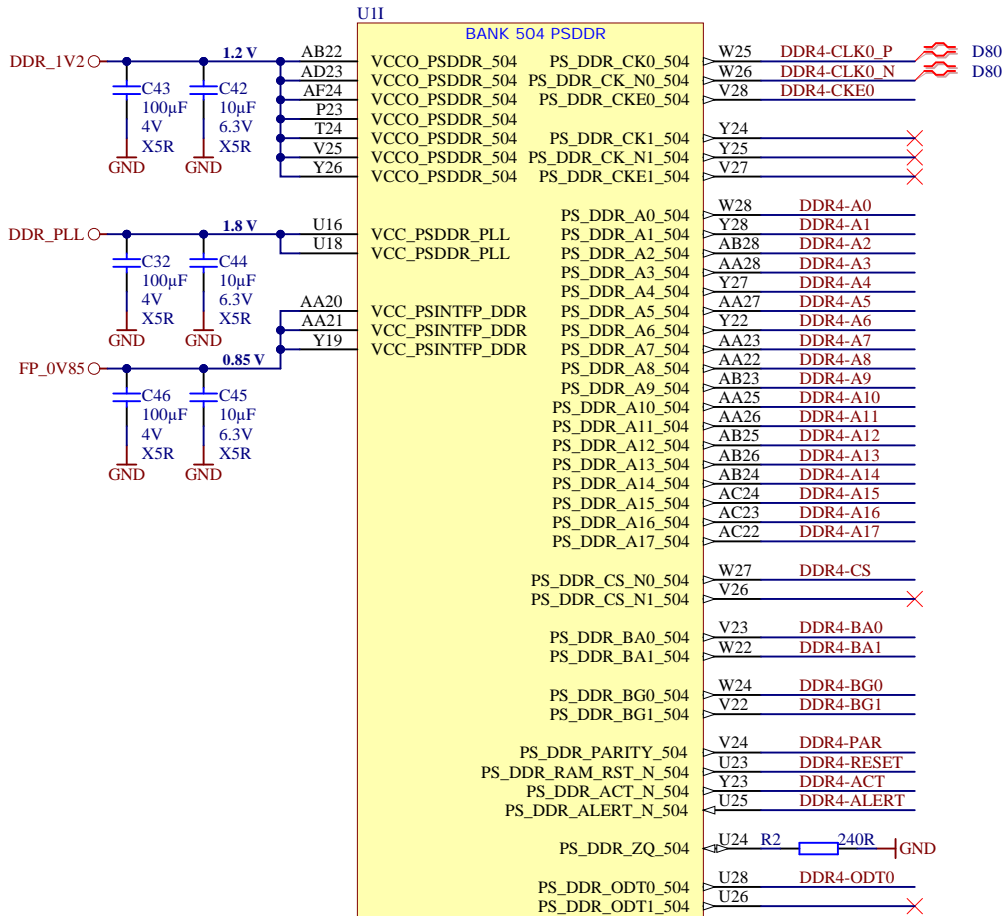 U1I
BANK 504 PSDDR
DDR_1V2
1.2 V
AB22 VCCO_PSDDR_504
AD23 VCCO_PSDDR_504
AF24 VCCO_PSDDR_504
P23 VCCO_PSDDR_504
T24 VCCO_PSDDR_504
V25 VCCO_PSDDR_504
Y26 VCCO_PSDDR_504
C43
100µF
4V
X5R
GND
C42
10µF
6.3V
X5R
GND
DDR_PLL
1.8 V
U16 VCC_PSDDR_PLL
U18 VCC_PSDDR_PLL
C32
100µF
4V
X5R
GND
C44
10µF
6.3V
X5R
GND
AA20 VCC_PSINTFP_DDR
AA21 VCC_PSINTFP_DDR
Y19 VCC_PSINTFP_DDR
FP_0V85
0.85 V
C46
100µF
4V
X5R
GND
C45
10µF
6.3V
X5R
GND
PS_DDR_CK0_504 W25 DDR4-CLK0_P D80
PS_DDR_CK_N0_504 W26 DDR4-CLK0_N D80
PS_DDR_CKE0_504 V28 DDR4-CKE0
PS_DDR_CK1_504 Y24
PS_DDR_CK_N1_504 Y25
PS_DDR_CKE1_504 V27
PS_DDR_A0_504 W28 DDR4-A0
PS_DDR_A1_504 Y28 DDR4-A1
PS_DDR_A2_504 AB28 DDR4-A2
PS_DDR_A3_504 AA28 DDR4-A3
PS_DDR_A4_504 Y27 DDR4-A4
PS_DDR_A5_504 AA27 DDR4-A5
PS_DDR_A6_504 Y22 DDR4-A6
PS_DDR_A7_504 AA23 DDR4-A7
PS_DDR_A8_504 AA22 DDR4-A8
PS_DDR_A9_504 AB23 DDR4-A9
PS_DDR_A10_504 AA25 DDR4-A10
PS_DDR_A11_504 AA26 DDR4-A11
PS_DDR_A12_504 AB25 DDR4-A12
PS_DDR_A13_504 AB26 DDR4-A13
PS_DDR_A14_504 AB24 DDR4-A14
PS_DDR_A15_504 AC24 DDR4-A15
PS_DDR_A16_504 AC23 DDR4-A16
PS_DDR_A17_504 AC22 DDR4-A17
PS_DDR_CS_N0_504 W27 DDR4-CS
PS_DDR_CS_N1_504 V26
PS_DDR_BA0_504 V23 DDR4-BA0
PS_DDR_BA1_504 W22 DDR4-BA1
PS_DDR_BG0_504 W24 DDR4-BG0
PS_DDR_BG1_504 V22 DDR4-BG1
PS_DDR_PARITY_504 V24 DDR4-PAR
PS_DDR_RAM_RST_N_504 U23 DDR4-RESET
PS_DDR_ACT_N_504 Y23 DDR4-ACT
PS_DDR_ALERT_N_504 U25 DDR4-ALERT
PS_DDR_ZQ_504 U24 R2 240R GND
PS_DDR_ODT0_504 U28 DDR4-ODT0
PS_DDR_ODT1_504 U26